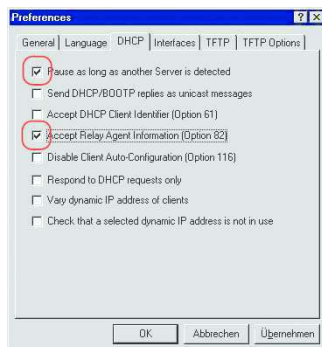 Preferences
General Language DHCP Interfaces TFTP TFTP Options
Pause as long as another Server is detected
Send DHCP/BOOTP replies as unicast messages
Accept DHCP Client Identifier (Option 61)
Accept Relay Agent Information (Option 82)
Disable Client Auto-Configuration (Option 116)
Respond to DHCP requests only
Vary dynamic IP address of clients
Check that a selected dynamic IP address is not in use
OK Abbrechen Übernehmen